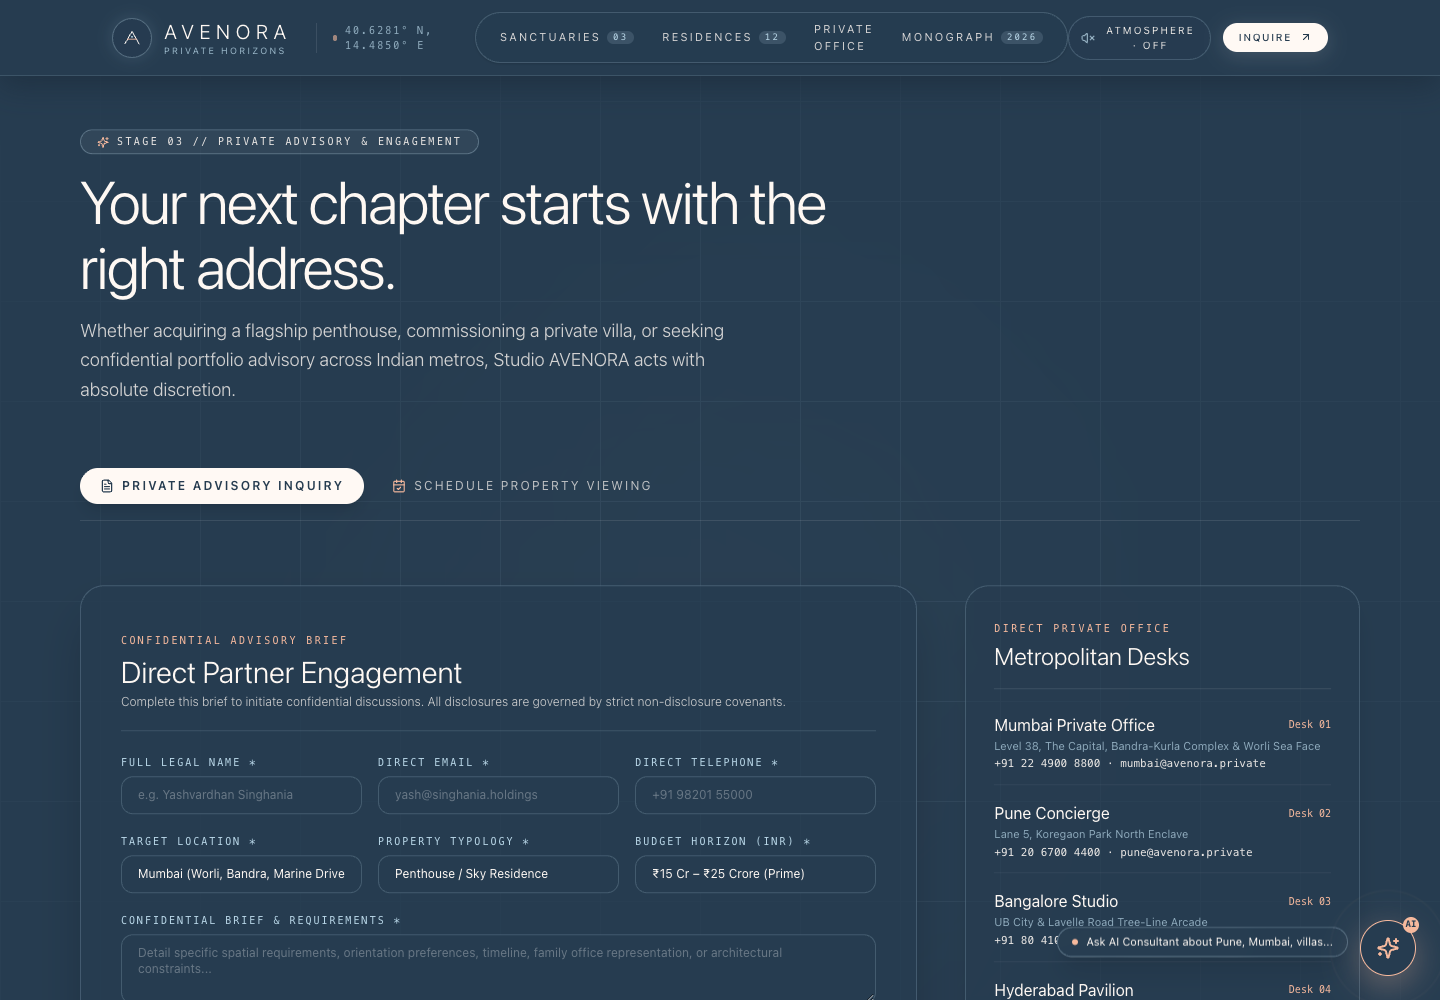 AVENORA
PRIVATE HORIZONS
40.6281° N,
14.4850° E
SANCTUARIES 03
RESIDENCES 12
PRIVATE
OFFICE
MONOGRAPH 2026
ATMOSPHERE
· OFF
INQUIRE
STAGE 03 // PRIVATE ADVISORY & ENGAGEMENT
Your next chapter starts with the
right address.
Whether acquiring a flagship penthouse, commissioning a private villa, or seeking
confidential portfolio advisory across Indian metros, Studio AVENORA acts with
absolute discretion.
PRIVATE ADVISORY INQUIRY
SCHEDULE PROPERTY VIEWING
CONFIDENTIAL ADVISORY BRIEF
Direct Partner Engagement
Complete this brief to initiate confidential discussions. All disclosures are governed by strict non-disclosure covenants.
FULL LEGAL NAME *
DIRECT EMAIL *
DIRECT TELEPHONE *
e.g. Yashvardhan Singhania
yash@singhania.holdings
+91 98201 55000
TARGET LOCATION *
PROPERTY TYPOLOGY *
BUDGET HORIZON (INR) *
Mumbai (Worli, Bandra, Marine Drive
Penthouse / Sky Residence
₹15 Cr – ₹25 Crore (Prime)
CONFIDENTIAL BRIEF & REQUIREMENTS *
Detail specific spatial requirements, orientation preferences, timeline, family office representation, or architectural
constraints...
DIRECT PRIVATE OFFICE
Metropolitan Desks
Mumbai Private Office
Desk 01
Level 38, The Capital, Bandra-Kurla Complex & Worli Sea Face
+91 22 4900 8800 · mumbai@avenora.private
Pune Concierge
Desk 02
Lane 5, Koregaon Park North Enclave
+91 20 6700 4400 · pune@avenora.private
Bangalore Studio
Desk 03
UB City & Lavelle Road Tree-Line Arcade
+91 80 410
Ask AI Consultant about Pune, Mumbai, villas...
AI
Hyderabad Pavilion
Desk 04